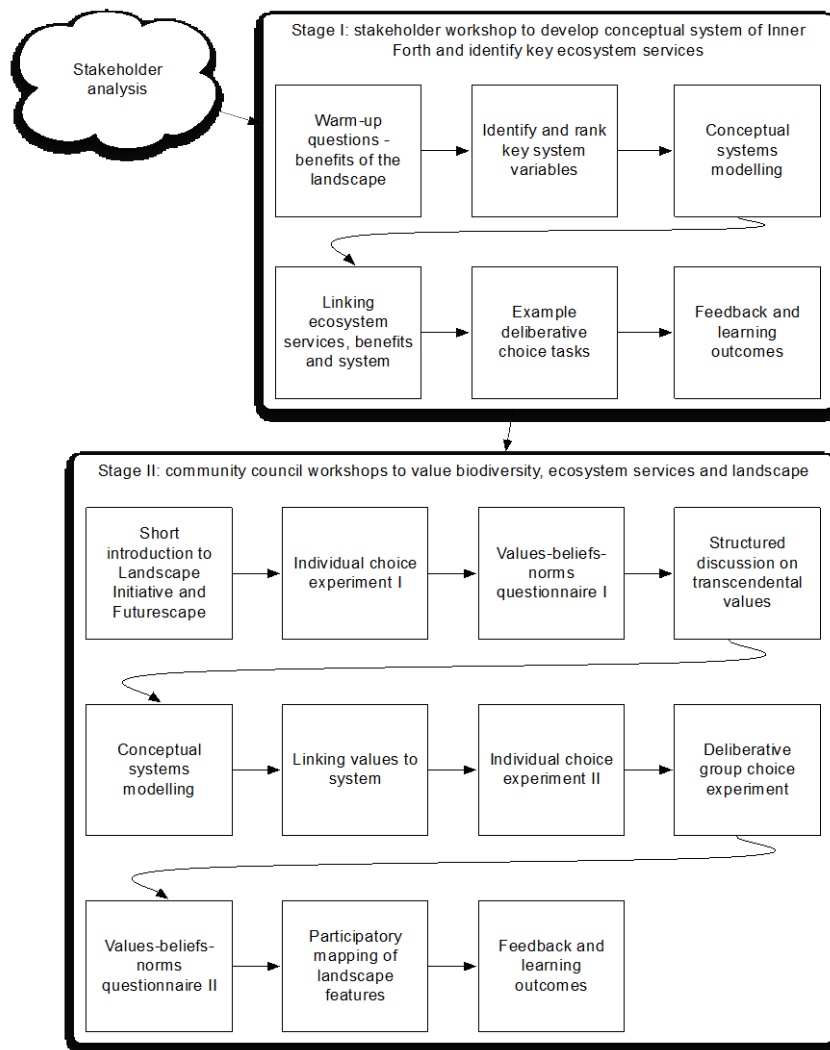 Stakeholder
analysis
Stage I: stakeholder workshop to develop conceptual system of Inner
Forth and identify key ecosystem services
Warm-up
questions -
benefits of the
landscape
Identify and rank
key system
variables
Conceptual
systems
modelling
Linking
ecosystem
services, benefits
and system
Example
deliberative
choice tasks
Feedback and
learning
outcomes
Stage II: community council workshops to value biodiversity, ecosystem services and landscape
Short
introduction to
Landscape
Initiative and
Futurescape
Individual choice
experiment I
Values-beliefs-
norms
questionnaire I
Structured
discussion on
transcendental
values
Conceptual
systems
modelling
Linking values to
system
Individual choice
experiment II
Deliberative
group choice
experiment
Values-beliefs-
norms
questionnaire II
Participatory
mapping of
landscape
features
Feedback and
learning
outcomes